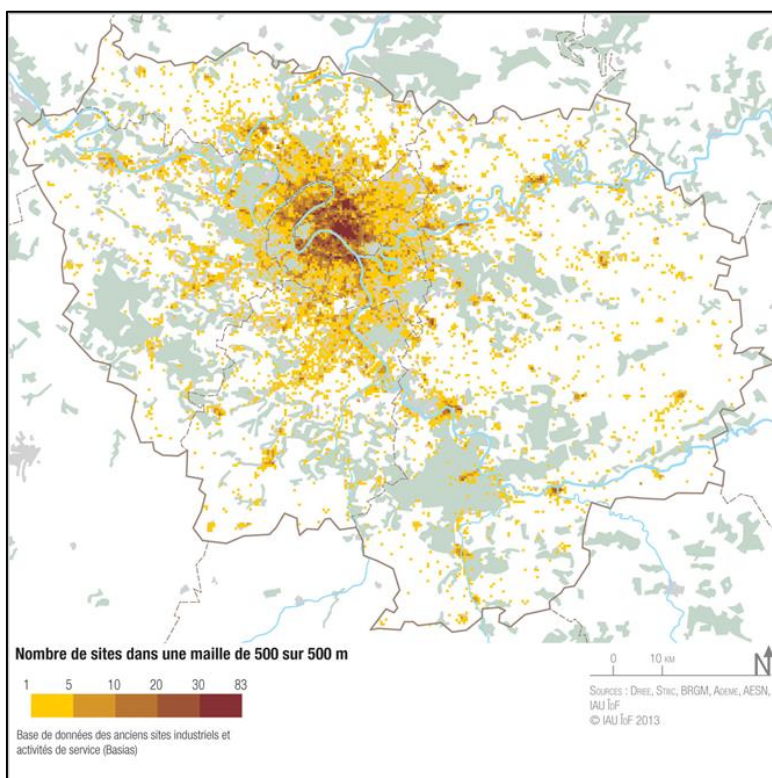 Nombre de sites dans une maille de 500 sur 500 m
1 5 10 20 30 83
Base de données des anciens sites industriels et
activités de service (Basias)
0 10 KM
N
SOURCES : DRIEE, STIIC, BRGM, ADEME, AESN,
IAU ÎdF
© IAU ÎdF 2013